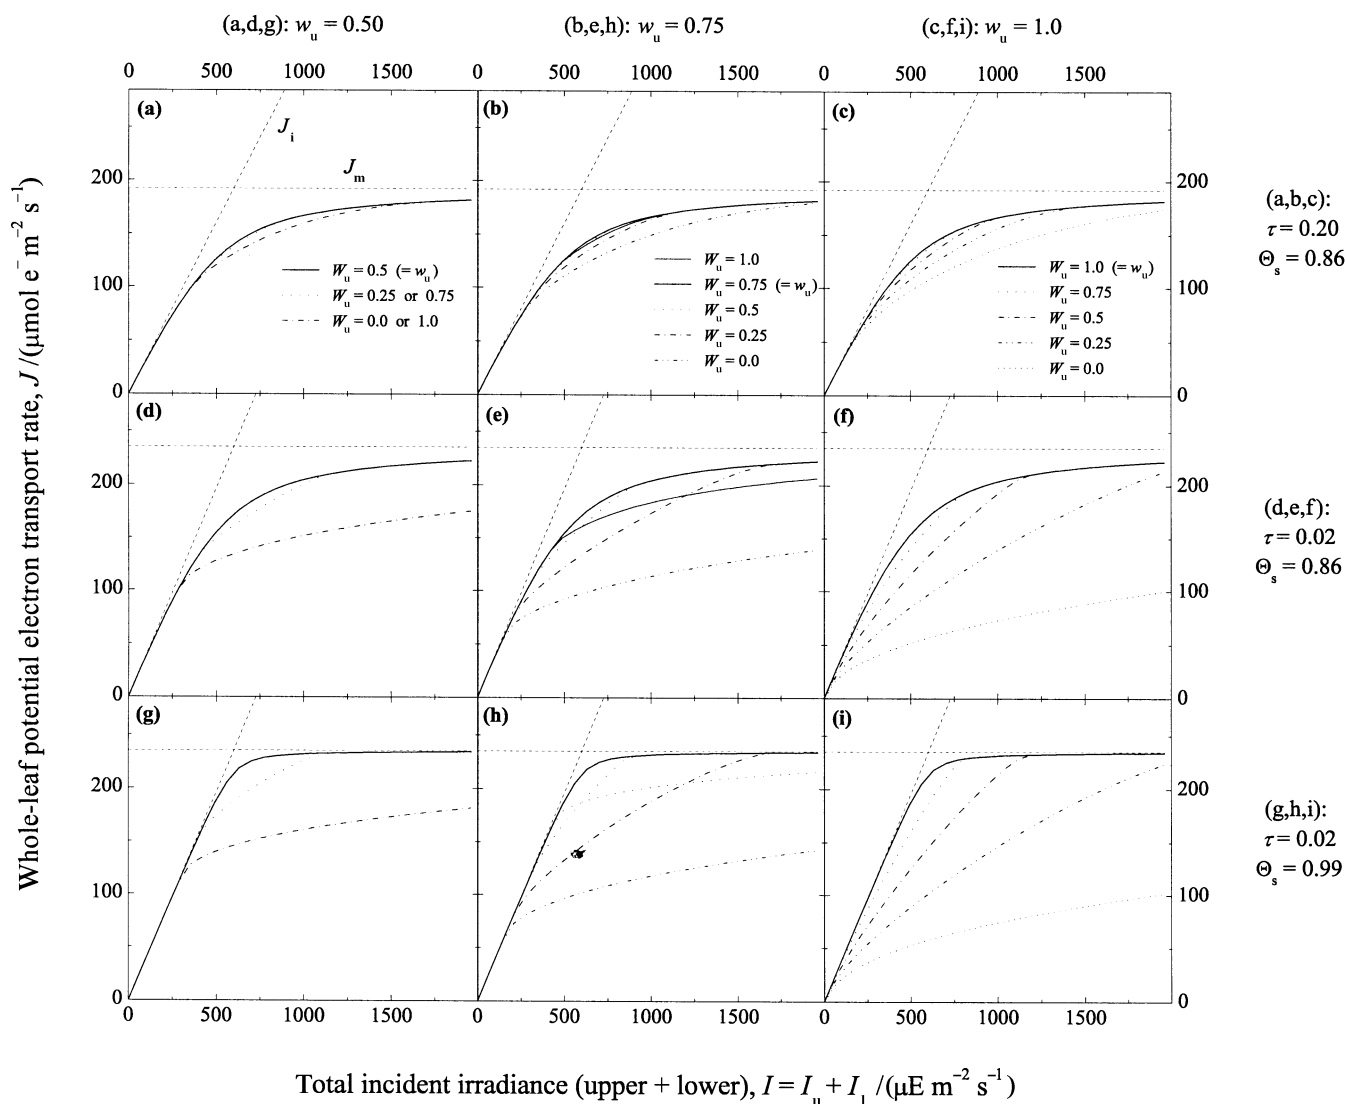 (a,d,g): w_u = 0.50
(b,e,h): w_u = 0.75
(c,f,i): w_u = 1.0
0 500 1000 1500
0 500 1000 1500
0 500 1000 1500
(a)
J_i
J_m
W_u = 0.5 (= w_u)
W_u = 0.25 or 0.75
W_u = 0.0 or 1.0
(b)
W_u = 1.0
W_u = 0.75 (= w_u)
W_u = 0.5
W_u = 0.25
W_u = 0.0
(c)
W_u = 1.0 (= w_u)
W_u = 0.75
W_u = 0.5
W_u = 0.25
W_u = 0.0
200
100
0
200
100
0
(a,b,c):
τ = 0.20
Θ_s = 0.86
(d)
(e)
(f)
200
100
0
200
100
0
(d,e,f):
τ = 0.02
Θ_s = 0.86
(g)
(h)
(i)
200
100
0
200
100
0
(g,h,i):
τ = 0.02
Θ_s = 0.99
0 500 1000 1500
0 500 1000 1500
0 500 1000 1500
Whole-leaf potential electron transport rate, J /(μmol e⁻ m⁻² s⁻¹)
Total incident irradiance (upper + lower), I = I_u + I_l /(μE m⁻² s⁻¹)